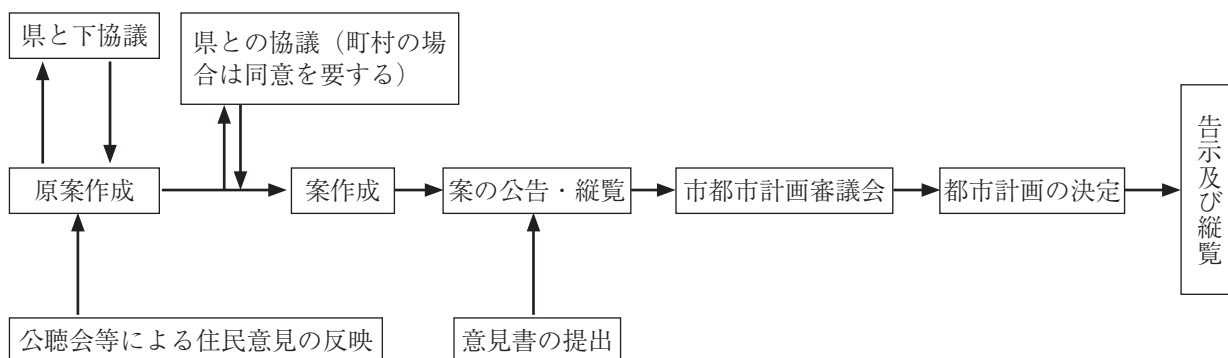 県と下協議
県との協議（町村の場
合は同意を要する）
原案作成
案作成
案の公告・縦覧
市都市計画審議会
都市計画の決定
告示及び縦覧
公聴会等による住民意見の反映
意見書の提出